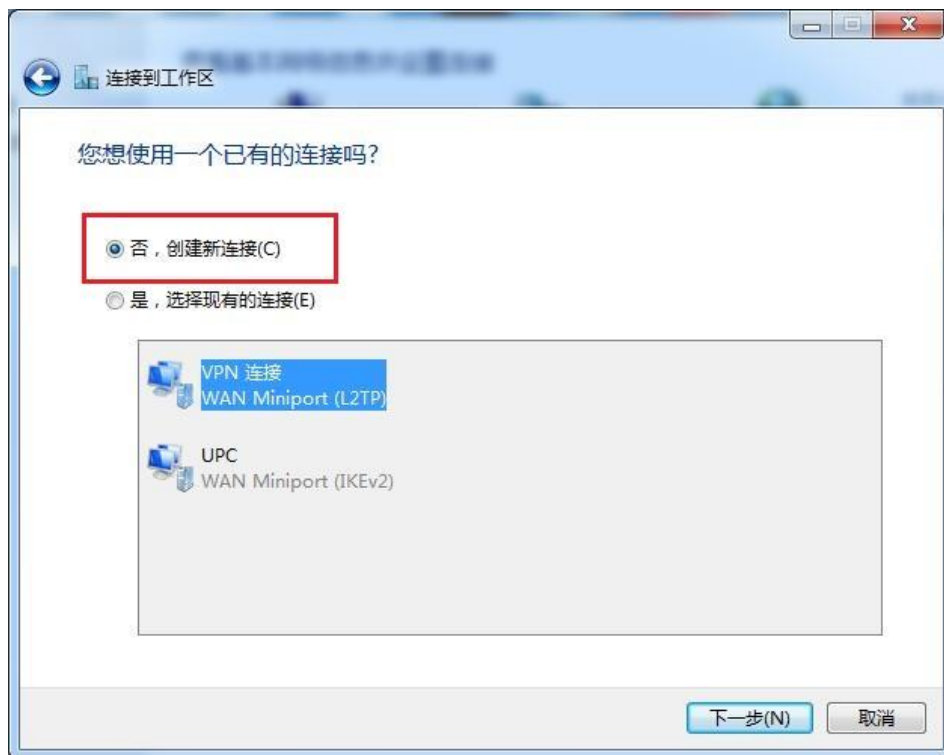 连接到工作区
您想使用一个已有的连接吗?
否，创建新连接(C)
是，选择现有的连接(E)
VPN 连接
WAN Miniport (L2TP)
UPC
WAN Miniport (IKEv2)
下一步(N)
取消